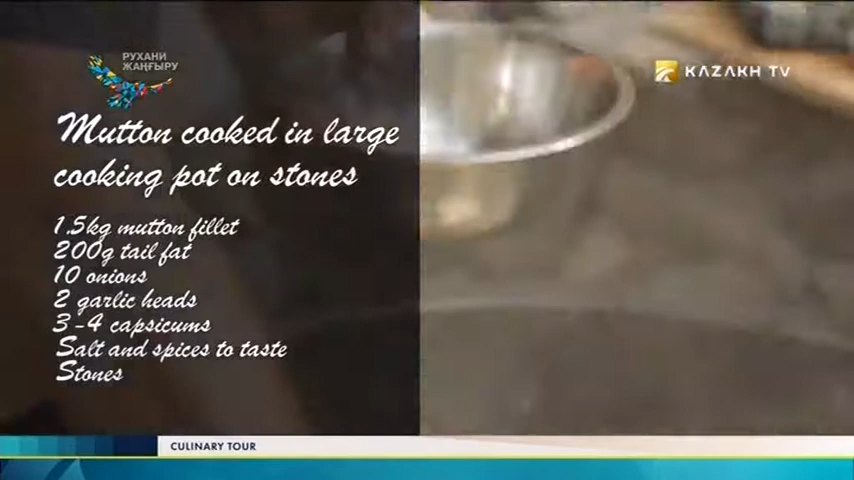 РУХАНИ
ЖАҢҒЫРУ
KAZAKH TV
Mutton cooked in large
cooking pot on stones
1.5kg mutton fillet
200g tail fat
10 onions
2 garlic heads
3-4 capsicums
Salt and spices to taste
Stones
CULINARY TOUR